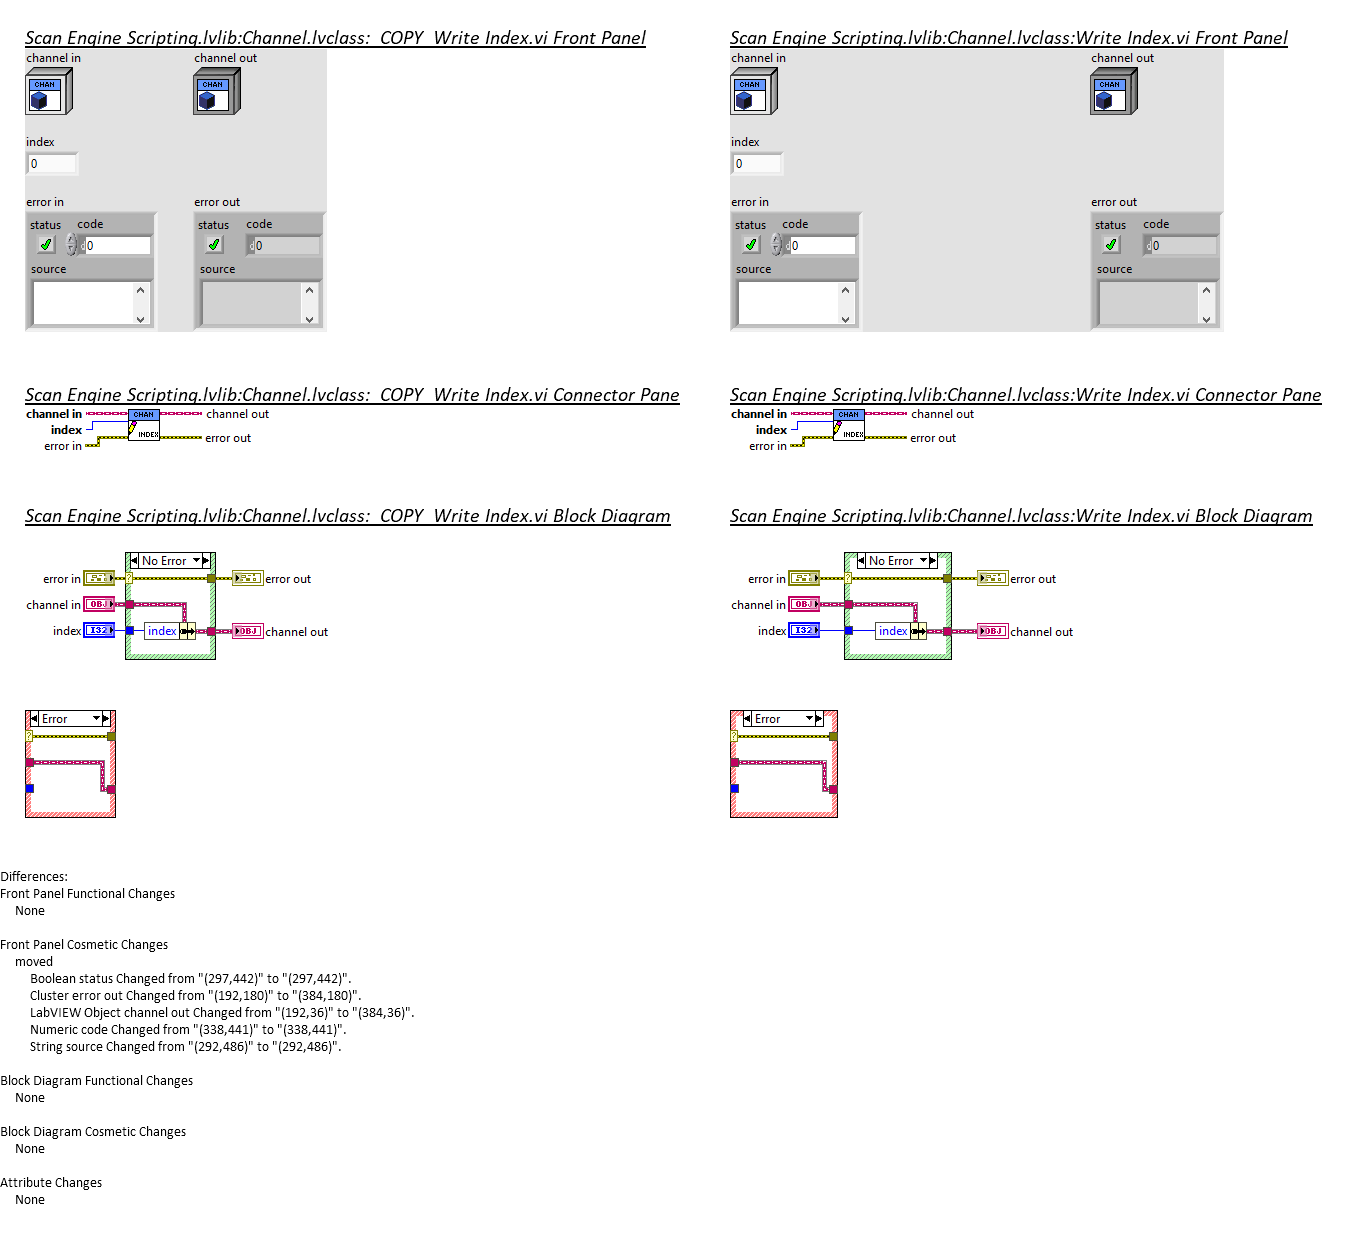 Scan Engine Scripting.lvlib:Channel.lvclass:_COPY_Write Index.vi Front Panel
channel in
channel out
CHAN
CHAN
index
0
error in
error out
status
code
status
code
0
d0
source
source
Scan Engine Scripting.lvlib:Channel.lvclass:Write Index.vi Front Panel
channel in
channel out
CHAN
CHAN
index
0
error in
error out
status
code
status
code
0
d0
source
source
Scan Engine Scripting.lvlib:Channel.lvclass:_COPY_Write Index.vi Connector Pane
channel in
CHAN
channel out
index
INDEX
error out
error in
Scan Engine Scripting.lvlib:Channel.lvclass:Write Index.vi Connector Pane
channel in
CHAN
channel out
index
INDEX
error out
error in
Scan Engine Scripting.lvlib:Channel.lvclass:_COPY_Write Index.vi Block Diagram
No Error
error in
?
error out
channel in
OBJ
index
I32
index
OBJ
channel out
Error
?
Scan Engine Scripting.lvlib:Channel.lvclass:Write Index.vi Block Diagram
No Error
error in
?
error out
channel in
OBJ
index
I32
index
OBJ
channel out
Error
?
Differences:
Front Panel Functional Changes
None
Front Panel Cosmetic Changes
moved
Boolean status Changed from "(297,442)" to "(297,442)".
Cluster error out Changed from "(192,180)" to "(384,180)".
LabVIEW Object channel out Changed from "(192,36)" to "(384,36)".
Numeric code Changed from "(338,441)" to "(338,441)".
String source Changed from "(292,486)" to "(292,486)".
Block Diagram Functional Changes
None
Block Diagram Cosmetic Changes
None
Attribute Changes
None